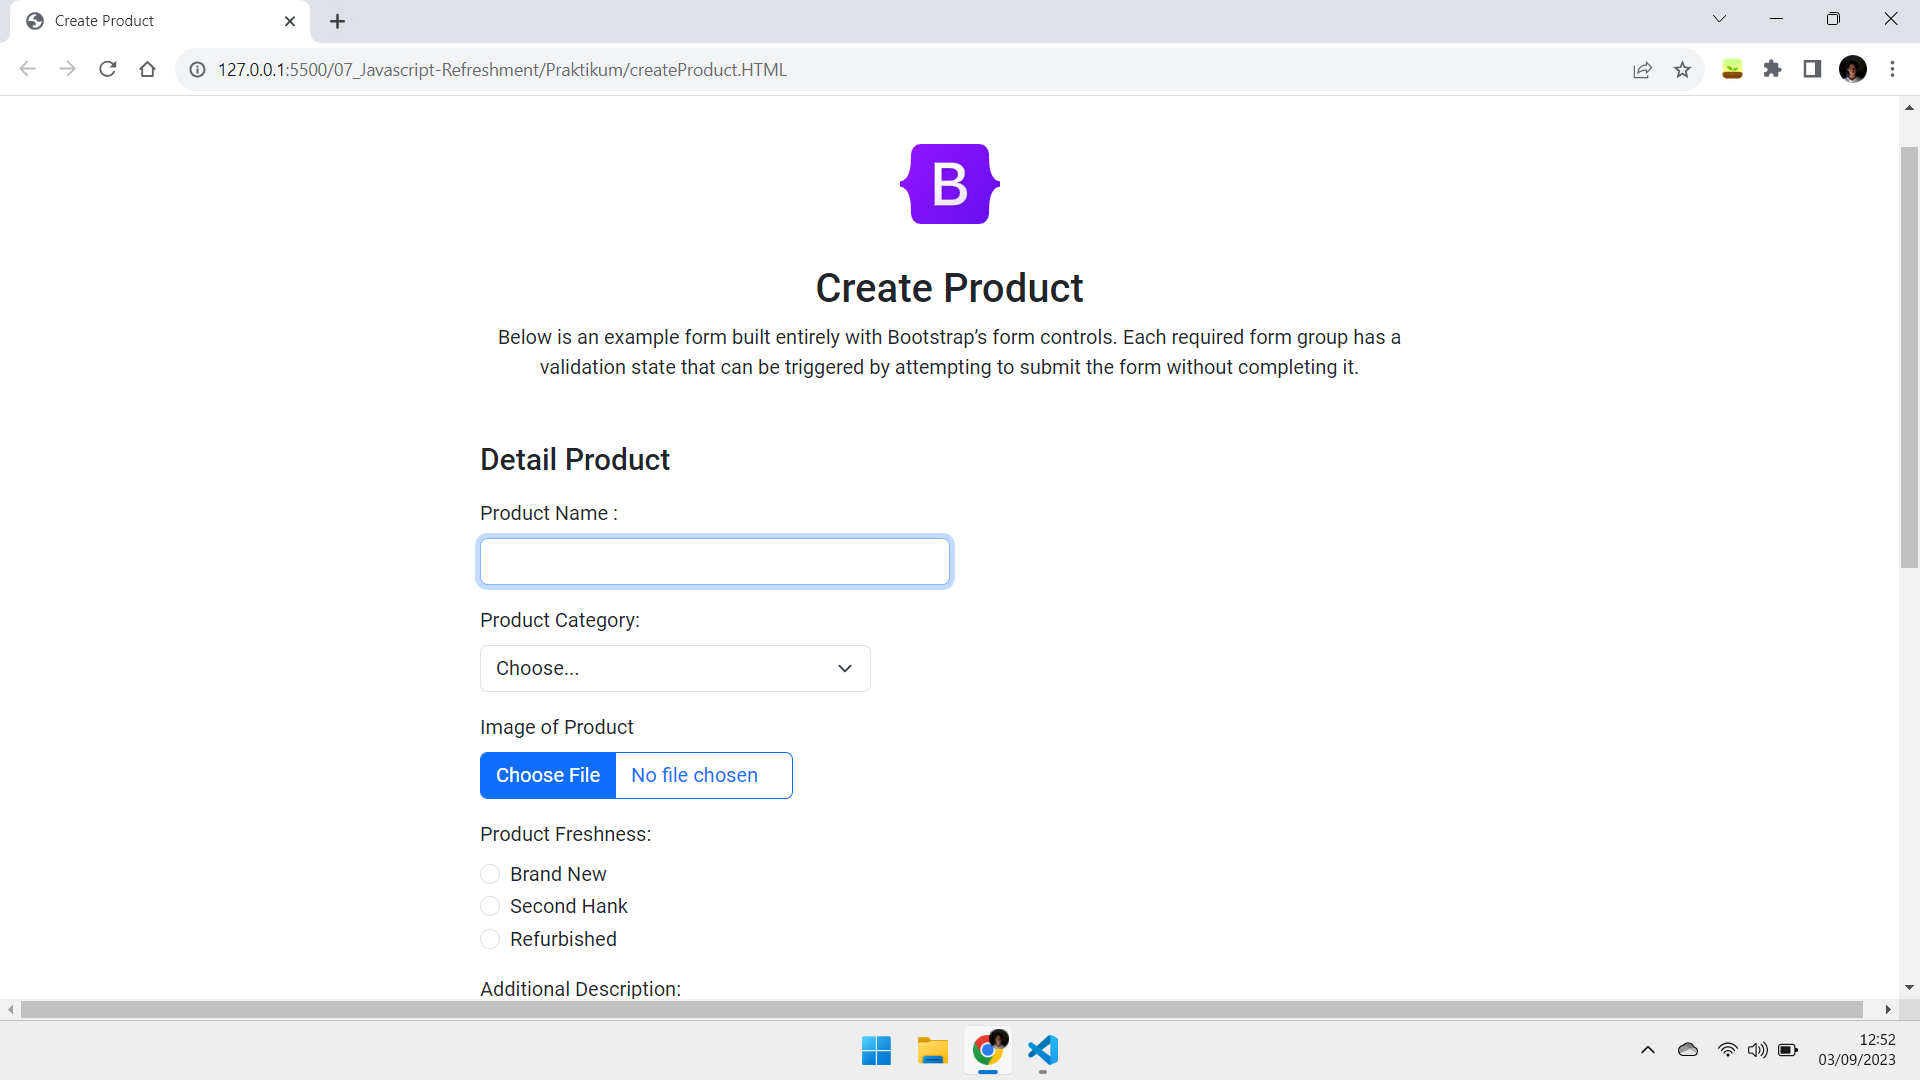 Create Product
127.0.0.1:5500/07_Javascript-Refreshment/Praktikum/createProduct.HTML
B
Create Product
Below is an example form built entirely with Bootstrap’s form controls. Each required form group has a
validation state that can be triggered by attempting to submit the form without completing it.
Detail Product
Product Name :
Product Category:
Choose...
Image of Product
Choose File No file chosen
Product Freshness:
Brand New
Second Hank
Refurbished
Additional Description:
12:52
03/09/2023